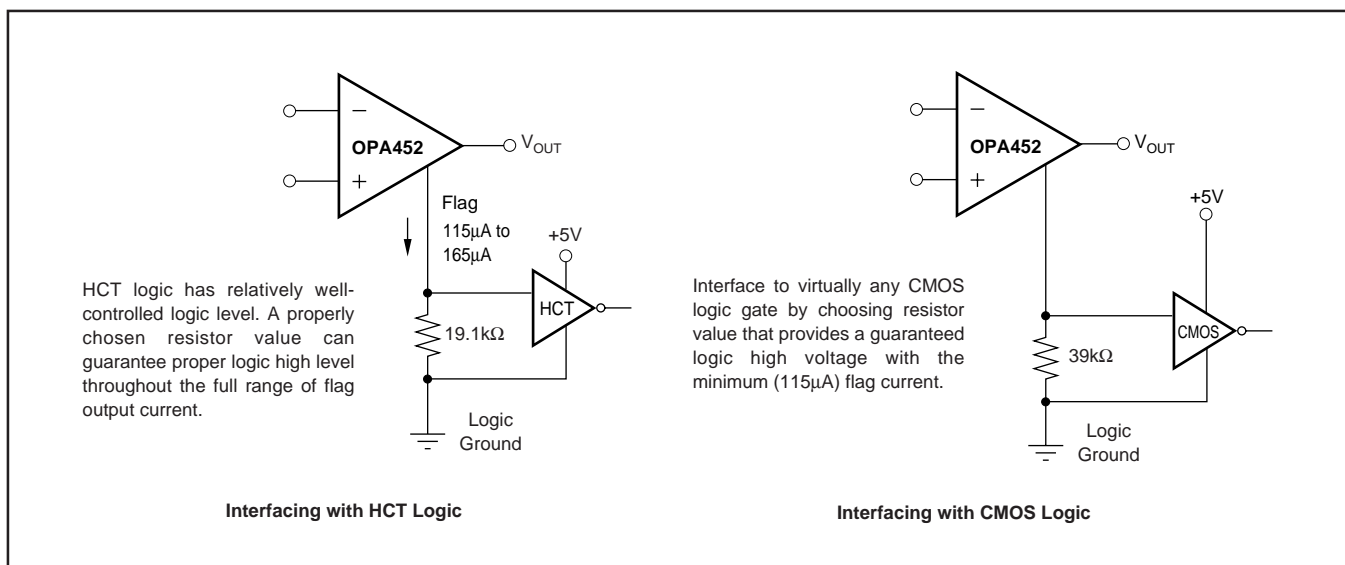 −
OPA452
+
V_OUT
Flag
115μA to
165μA
+5V
HCT
19.1kΩ
Logic
Ground
HCT logic has relatively well-
controlled logic level. A properly
chosen resistor value can
guarantee proper logic high level
throughout the full range of flag
output current.
Interfacing with HCT Logic
−
OPA452
+
V_OUT
+5V
CMOS
39kΩ
Logic
Ground
Interface to virtually any CMOS
logic gate by choosing resistor
value that provides a guaranteed
logic high voltage with the
minimum (115μA) flag current.
Interfacing with CMOS Logic